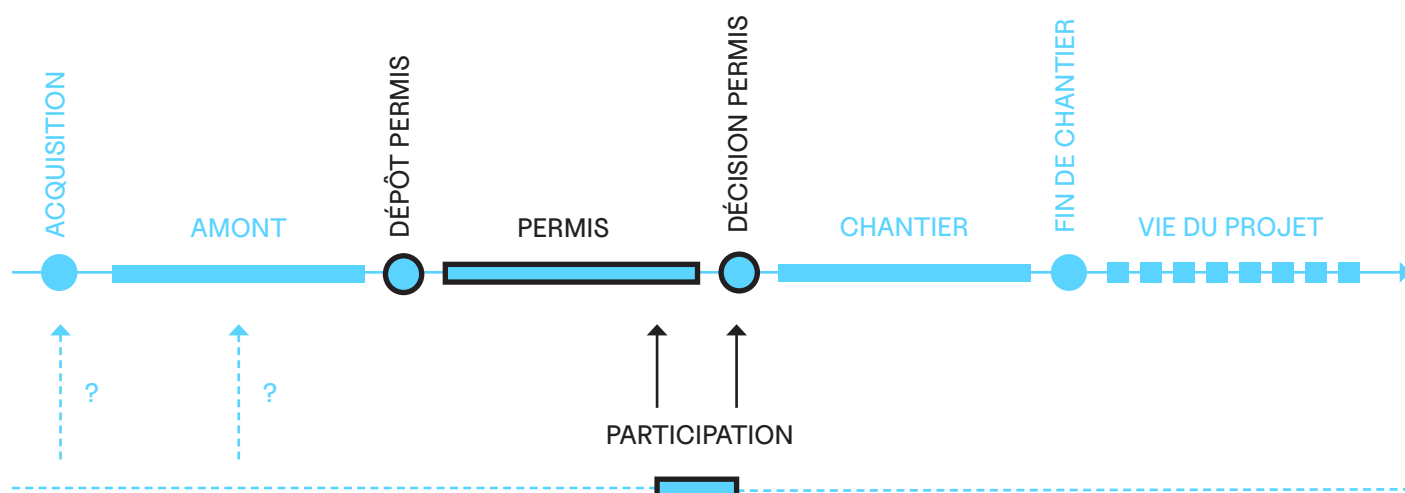 ACQUISITION
AMONT
DÉPÔT PERMIS
PERMIS
DÉCISION PERMIS
CHANTIER
FIN DE CHANTIER
VIE DU PROJET
?
?
PARTICIPATION